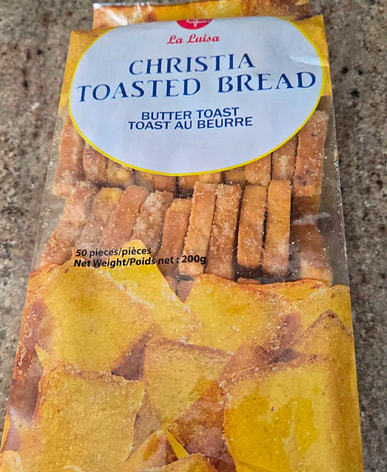 La Luisa
CHRISTIA
TOASTED BREAD
BUTTER TOAST
TOAST AU BEURRE
50 pieces/pièces
Net Weight/Poids net : 200g